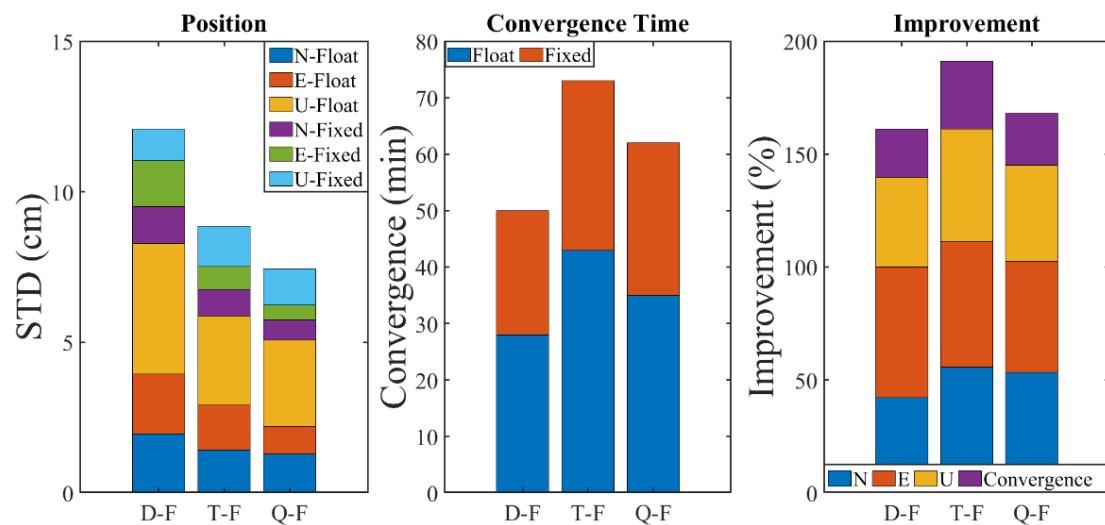 Position
STD (cm)
15
10
5
0
N-Float
E-Float
U-Float
N-Fixed
E-Fixed
U-Fixed
D-F T-F Q-F
Convergence Time
Convergence (min)
80
70
60
50
40
30
20
10
0
Float Fixed
D-F T-F Q-F
Improvement
Improvement (%)
200
150
100
50
0
N E U Convergence
D-F T-F Q-F